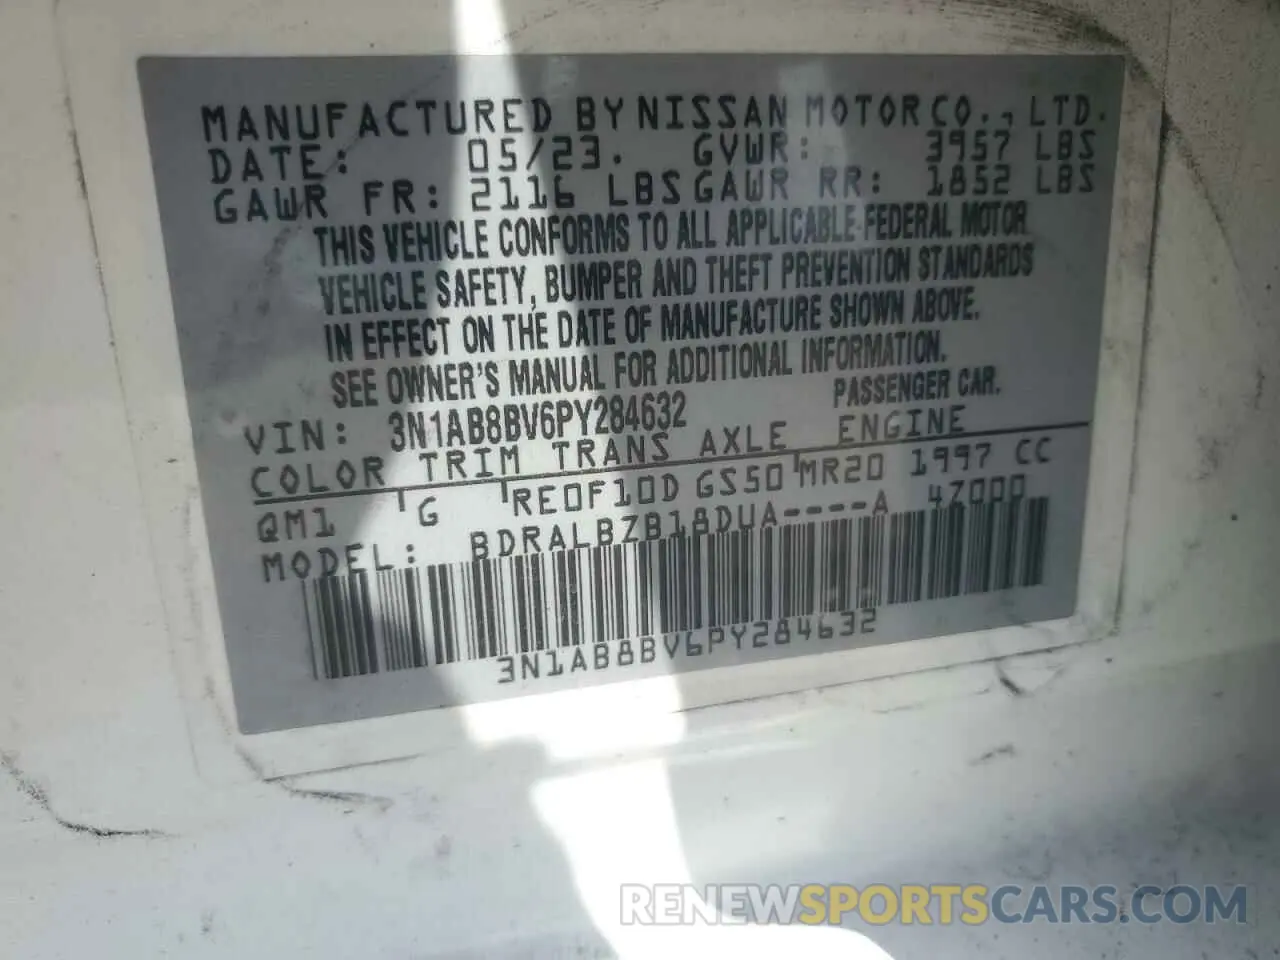 MANUFACTURED BY NISSAN MOTOR CO., LTD.
DATE: 05/23. GVWR: 3957 LBS
GAWR FR: 2116 LBS GAWR RR: 1852 LBS
THIS VEHICLE CONFORMS TO ALL APPLICABLE FEDERAL MOTOR
VEHICLE SAFETY, BUMPER AND THEFT PREVENTION STANDARDS
IN EFFECT ON THE DATE OF MANUFACTURE SHOWN ABOVE.
SEE OWNER'S MANUAL FOR ADDITIONAL INFORMATION.
VIN: 3N1AB8BV6PY284632 PASSENGER CAR.
COLOR TRIM TRANS AXLE ENGINE
QM1 G RE0F10D GS50 MR20 1997 CC
MODEL: BDRALBZB18DUA----A 4Z000
3N1AB8BV6PY284632
RENEWSPORTSCARS.COM